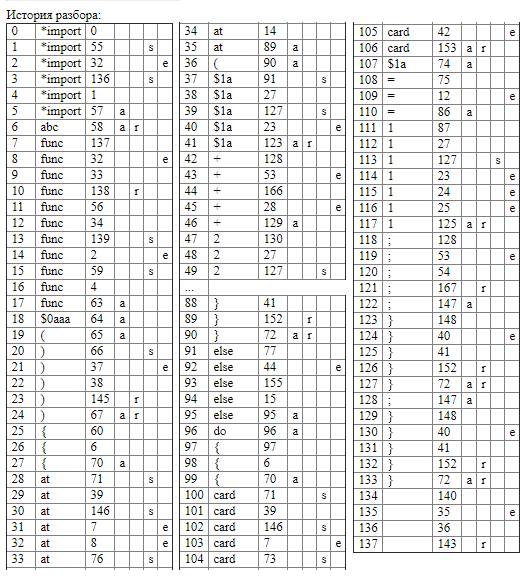 История разбора:
0 *import 0
1 *import 55 s
2 *import 32 e
3 *import 136 s
4 *import 1
5 *import 57 a
6 abc 58 a r
7 func 137
8 func 32 e
9 func 33
10 func 138 r
11 func 56
12 func 34
13 func 139 s
14 func 2 e
15 func 59 s
16 func 4
17 func 63 a
18 $0aaa 64 a
19 ( 65 a
20 ) 66 s
21 ) 37 e
22 ) 38
23 ) 145 r
24 ) 67 a r
25 { 60
26 { 6
27 { 70 a
28 at 71 s
29 at 39
30 at 146 s
31 at 7 e
32 at 8 e
33 at 76 s
34 at 14
35 at 89 a
36 ( 90 a
37 $1a 91 s
38 $1a 27
39 $1a 127 s
40 $1a 23 e
41 $1a 123 a r
42 + 128
43 + 53 e
44 + 166
45 + 28 e
46 + 129 a
47 2 130
48 2 27
49 2 127 s
...
88 } 41
89 } 152 r
90 } 72 a r
91 else 77
92 else 44 e
93 else 155
94 else 15
95 else 95 a
96 do 96 a
97 { 97
98 { 6
99 { 70 a
100 card 71 s
101 card 39
102 card 146 s
103 card 7 e
104 card 73 s
105 card 42 e
106 card 153 a r
107 $1a 74 a
108 = 75
109 = 12 e
110 = 86 a
111 1 87
112 1 27
113 1 127 s
114 1 23 e
115 1 24 e
116 1 25 e
117 1 125 a r
118 ; 128
119 ; 53 e
120 ; 54
121 ; 167 r
122 ; 147 a
123 } 148
124 } 40 e
125 } 41
126 } 152 r
127 } 72 a r
128 ; 147 a
129 } 148
130 } 40 e
131 } 41
132 } 152 r
133 } 72 a r
134 140
135 35 e
136 36
137 143 r